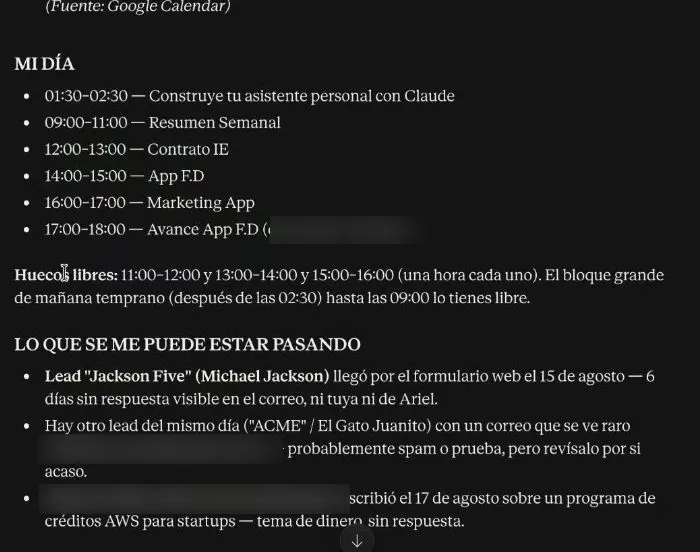 (Fuente: Google Calendar)
MI DÍA
• 01:30-02:30 — Construye tu asistente personal con Claude
• 09:00-11:00 — Resumen Semanal
• 12:00-13:00 — Contrato IE
• 14:00-15:00 — App F.D
• 16:00-17:00 — Marketing App
• 17:00-18:00 — Avance App F.D (
Huecos libres: 11:00-12:00 y 13:00-14:00 y 15:00-16:00 (una hora cada uno). El bloque grande
de mañana temprano (después de las 02:30) hasta las 09:00 lo tienes libre.
LO QUE SE ME PUEDE ESTAR PASANDO
• Lead "Jackson Five" (Michael Jackson) llegó por el formulario web el 15 de agosto — 6
días sin respuesta visible en el correo, ni tuya ni de Ariel.
• Hay otro lead del mismo día ("ACME" / El Gato Juanito) con un correo que se ve raro
probablemente spam o prueba, pero revísalo por si
acaso.
• scribió el 17 de agosto sobre un programa de
créditos AWS para startups — tema de dinero, sin respuesta.